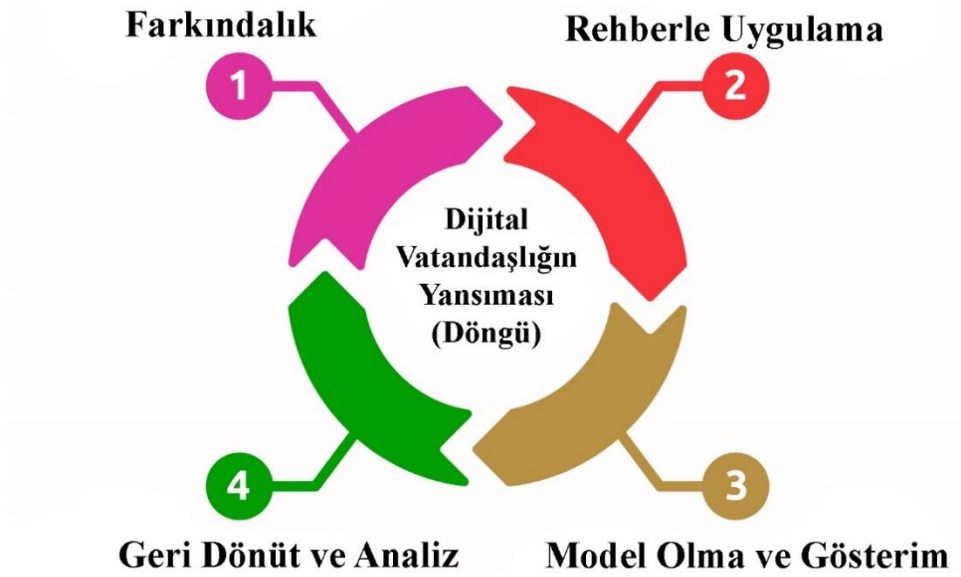 Farkındalık
1
Rehberle Uygulama
2
Dijital
Vatandaşlığın
Yansıması
(Döngü)
4
Geri Dönüt ve Analiz
3
Model Olma ve Gösterim